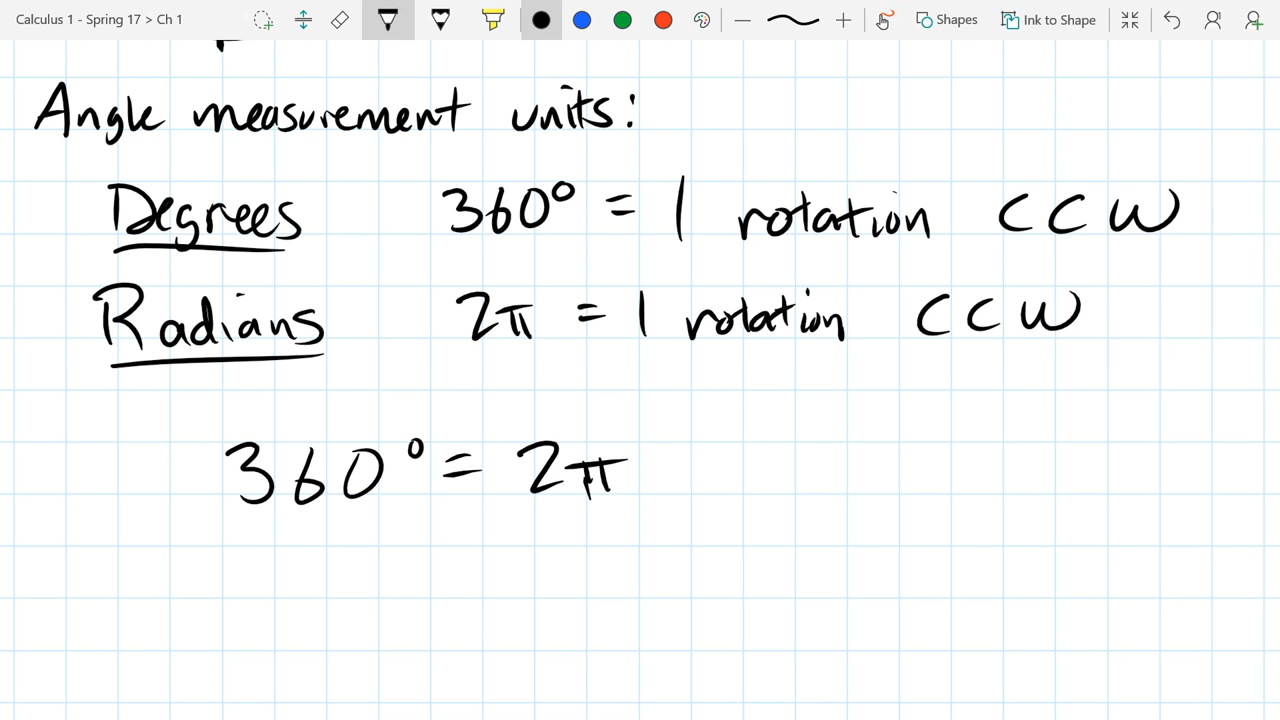 Calculus 1 - Spring 17 > Ch 1 Shapes Ink to Shape
Angle measurement units:
Degrees 360° = 1 rotation CCW
Radians 2π = 1 rotation CCW
360° = 2π